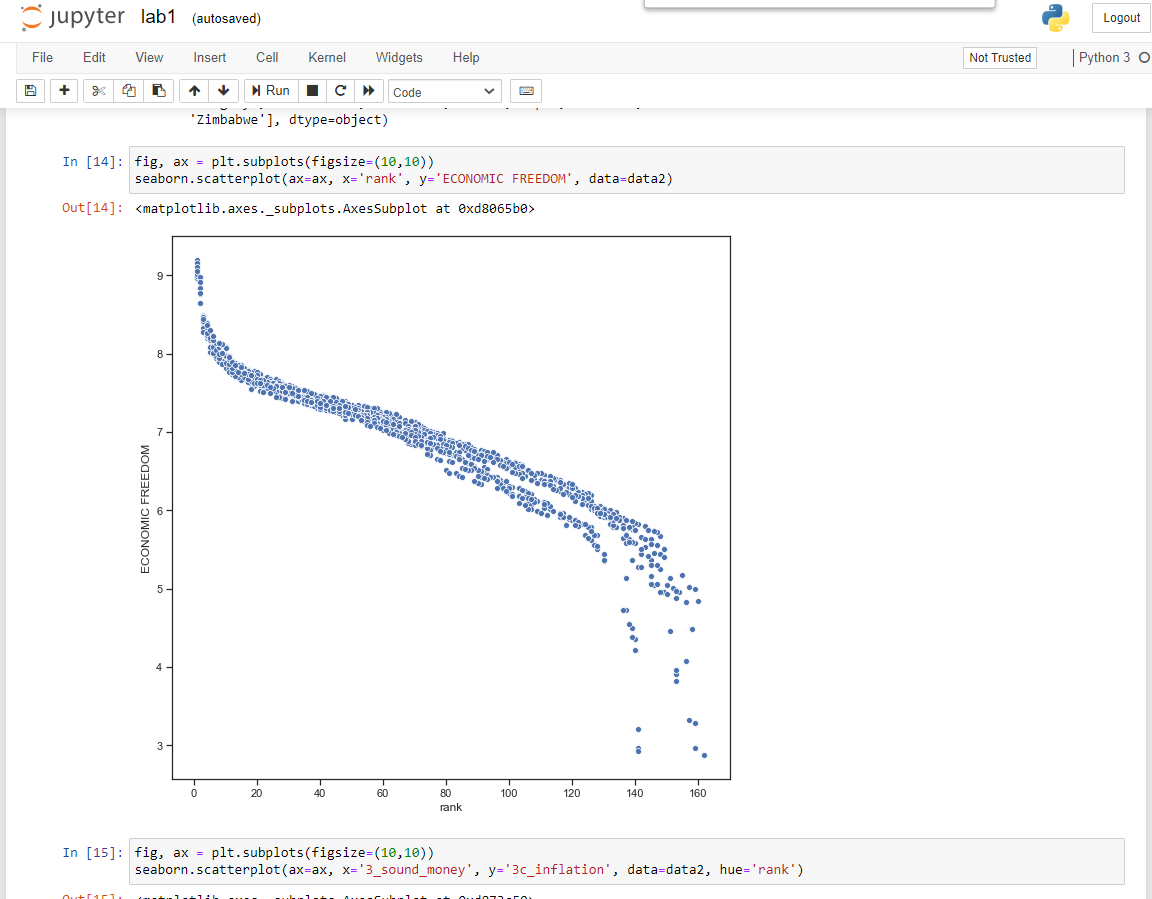 jupyter lab1 (autosaved)
Logout
File Edit View Insert Cell Kernel Widgets Help
Not Trusted
Python 3
Run
Code
'Zimbabwe'], dtype=object)
In [14]: fig, ax = plt.subplots(figsize=(10,10))
seaborn.scatterplot(ax=ax, x='rank', y='ECONOMIC FREEDOM', data=data2)
Out[14]: <matplotlib.axes._subplots.AxesSubplot at 0xd8065b0>
9
8
7
6
5
4
3
ECONOMIC FREEDOM
0 20 40 60 80 100 120 140 160
rank
In [15]: fig, ax = plt.subplots(figsize=(10,10))
seaborn.scatterplot(ax=ax, x='3_sound_money', y='3c_inflation', data=data2, hue='rank')